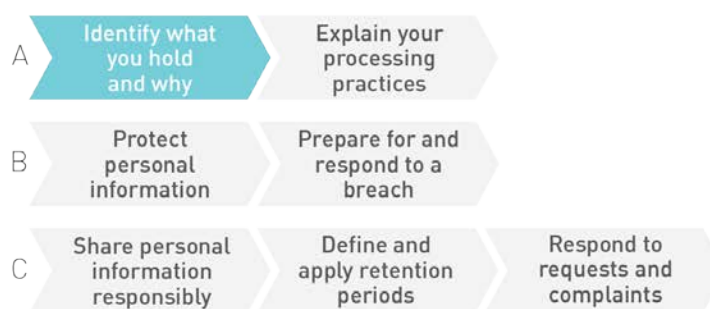 A
Identify what
you hold
and why
Explain your
processing
practices
B
Protect
personal
information
Prepare for and
respond to a
breach
C
Share personal
information
responsibly
Define and
apply retention
periods
Respond to
requests and
complaints